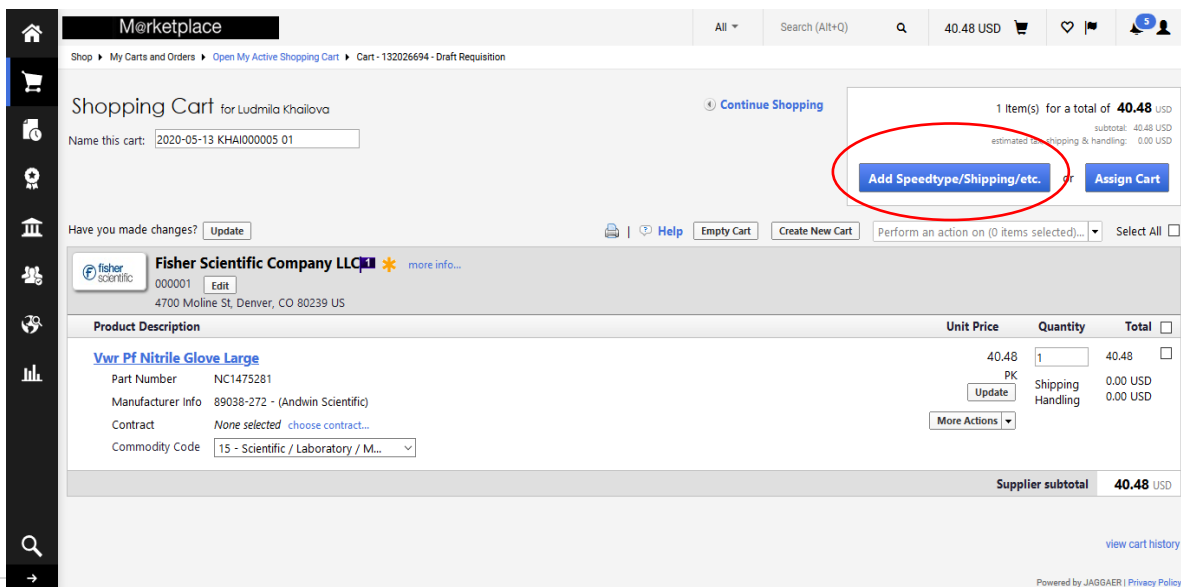 M@rketplace
All
Search (Alt+Q)
40.48 USD
5
Shop My Carts and Orders Open My Active Shopping Cart Cart - 132026694 - Draft Requisition
Shopping Cart for Ludmila Khailova
Continue Shopping
1 Item(s) for a total of 40.48 USD
subtotal: 40.48 USD
Name this cart: 2020-05-13 KHAI000005 01
estimated tax, shipping & handling: 0.00 USD
Add Speedtype/Shipping/etc. or Assign Cart
Have you made changes? Update
Help Empty Cart Create New Cart Perform an action on (0 items selected)... Select All
fisher scientific
Fisher Scientific Company LLC 1 more info...
000001 Edit
4700 Moline St, Denver, CO 80239 US
Product Description Unit Price Quantity Total
Vwr Pf Nitrile Glove Large 40.48 1 40.48
PK
Part Number NC1475281
Update Shipping 0.00 USD
Manufacturer Info 89038-272 - (Andwin Scientific) Handling 0.00 USD
Contract None selected choose contract... More Actions
Commodity Code 15 - Scientific / Laboratory / M...
Supplier subtotal 40.48 USD
view cart history
Powered by JAGGAER | Privacy Policy